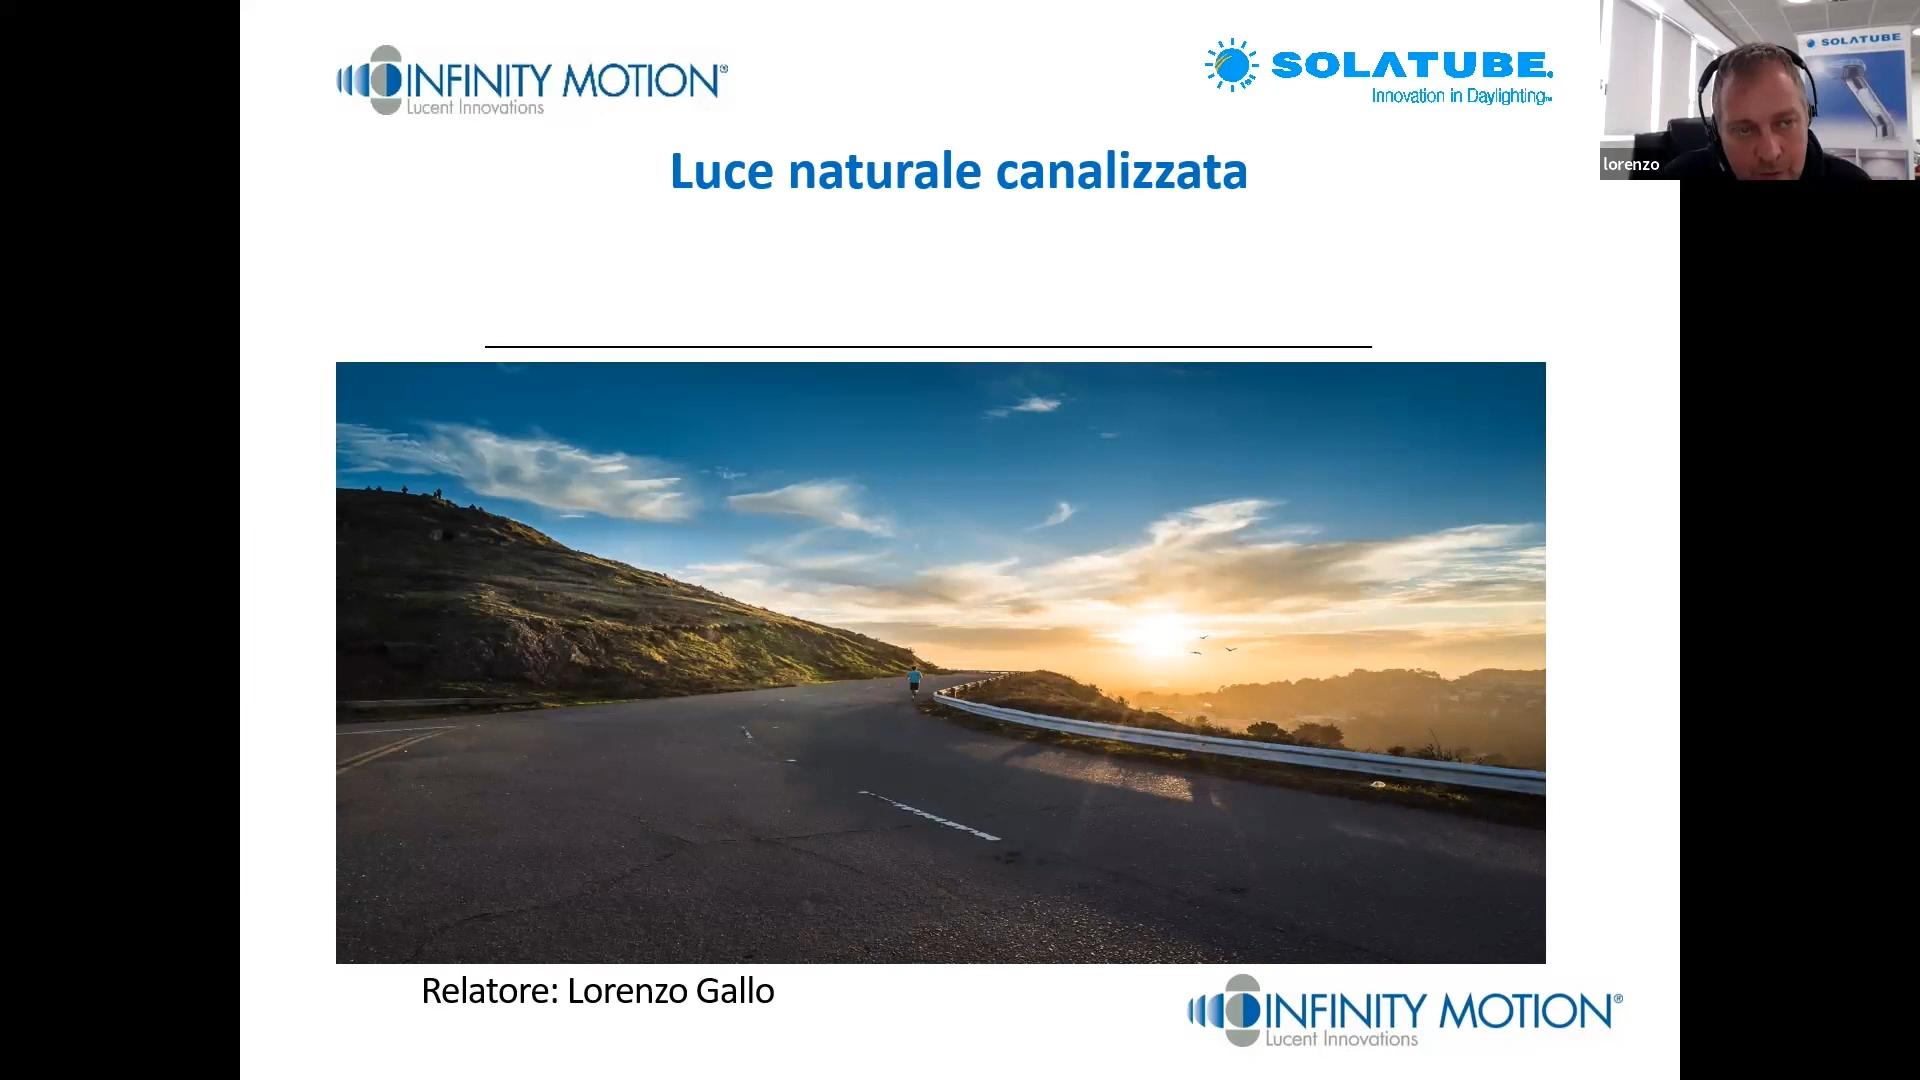 INFINITY MOTION®
Lucent Innovations
SOLATUBE®
Innovation in Daylighting™
SOLATUBE
lorenzo
Luce naturale canalizzata
Relatore: Lorenzo Gallo
INFINITY MOTION®
Lucent Innovations